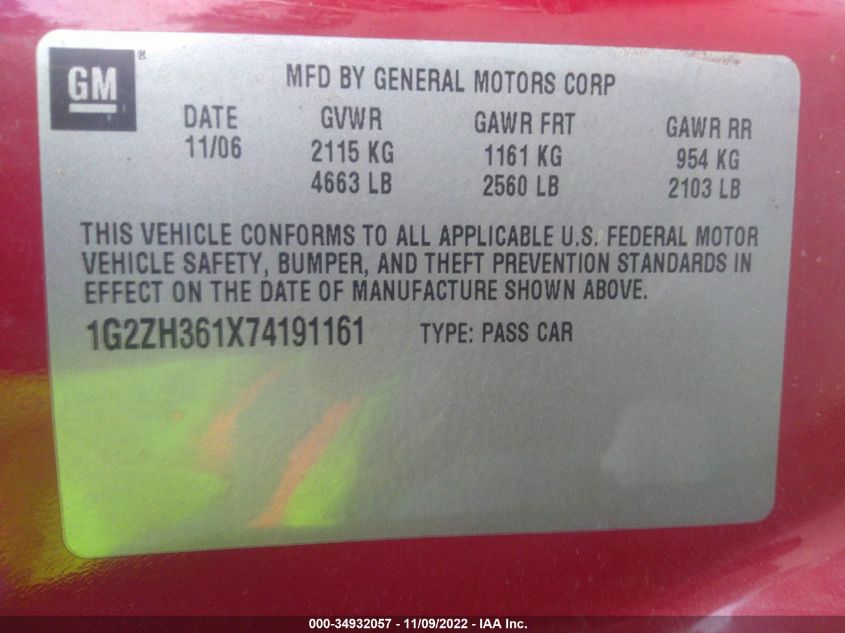 GM ®
MFD BY GENERAL MOTORS CORP
DATE GVWR GAWR FRT GAWR RR
11/06 2115 KG 1161 KG 954 KG
4663 LB 2560 LB 2103 LB
THIS VEHICLE CONFORMS TO ALL APPLICABLE U.S. FEDERAL MOTOR
VEHICLE SAFETY, BUMPER, AND THEFT PREVENTION STANDARDS IN
EFFECT ON THE DATE OF MANUFACTURE SHOWN ABOVE.
1G2ZH361X74191161 TYPE: PASS CAR
000-34932057 - 11/09/2022 - IAA Inc.